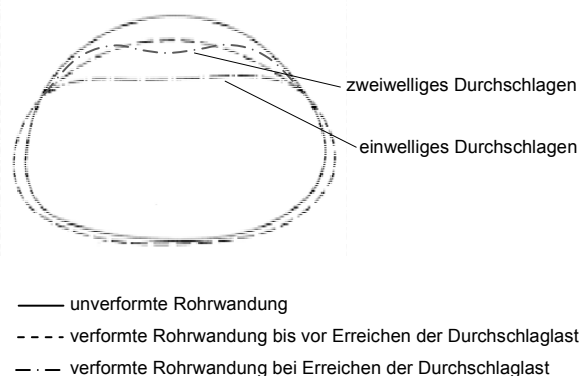 zweiwelliges Durchschlagen
einwelliges Durchschlagen
unverformte Rohrwandung
verformte Rohrwandung bis vor Erreichen der Durchschlaglast
verformte Rohrwandung bei Erreichen der Durchschlaglast